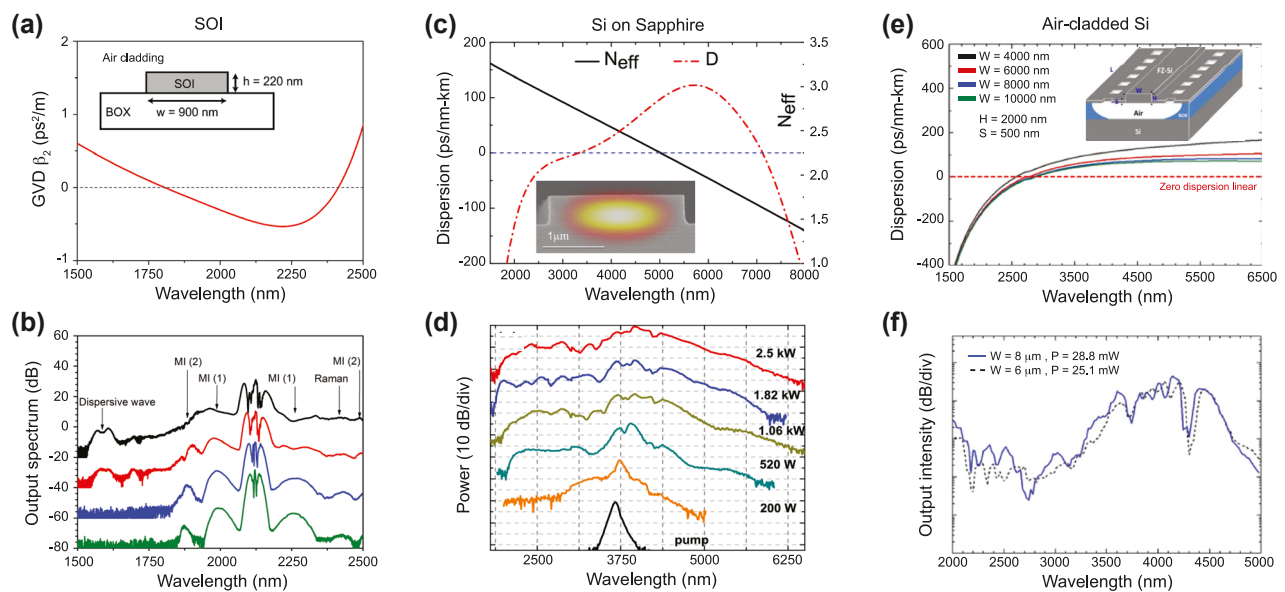 (a)
SOI
2
1
0
-1
GVD β2 (ps²/m)
Air cladding
SOI
h = 220 nm
BOX
w = 900 nm
1500
1750
2000
2250
2500
Wavelength (nm)
(b)
60
40
20
0
-20
-40
-60
-80
Output spectrum (dB)
MI (2)
MI (1)
MI (1)
MI (2)
Raman
Dispersive wave
1500
1750
2000
2250
2500
Wavelength (nm)
(c)
Si on Sapphire
200
150
100
50
0
-50
-100
-200
Dispersion (ps/nm-km)
Neff
D
1μm
3.5
3.0
2.5
2.0
1.5
1.1
1.0
Neff
2000
3000
4000
5000
6000
7000
8000
Wavelength (nm)
(d)
Power (10 dB/div)
2.5 kW
1.82 kW
1.06 kW
520 W
200 W
pump
2500
3750
5000
6250
Wavelength (nm)
(e)
Air-cladded Si
600
400
200
100
0
-200
-400
Dispersion (ps/nm-km)
W = 4000 nm
W = 6000 nm
W = 8000 nm
W = 10000 nm
H = 2000 nm
S = 500 nm
L
FZ-Si
W
S
H
BOX
Air
Si
Zero dispersion linear
1500
2500
3500
4500
5500
6500
Wavelength (nm)
(f)
Output intensity (dB/div)
W = 8 μm , P = 28.8 mW
W = 6 μm , P = 25.1 mW
2000
2500
3000
3500
4000
4500
5000
Wavelength (nm)